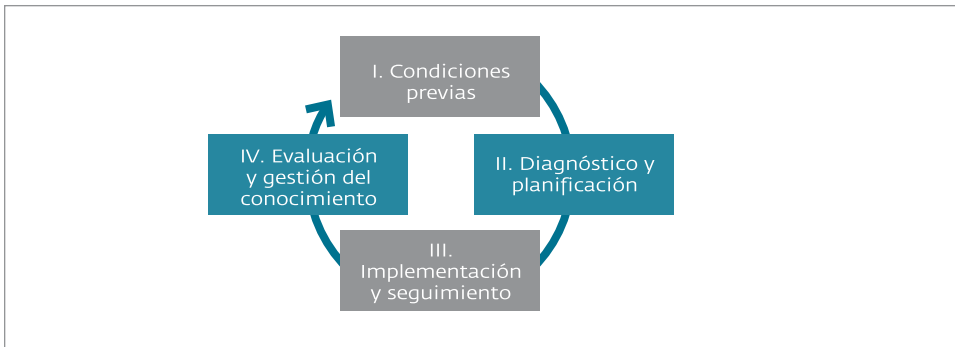 I. Condiciones
previas
II. Diagnóstico y
planificación
III.
Implementación
y seguimiento
IV. Evaluación
y gestión del
conocimiento